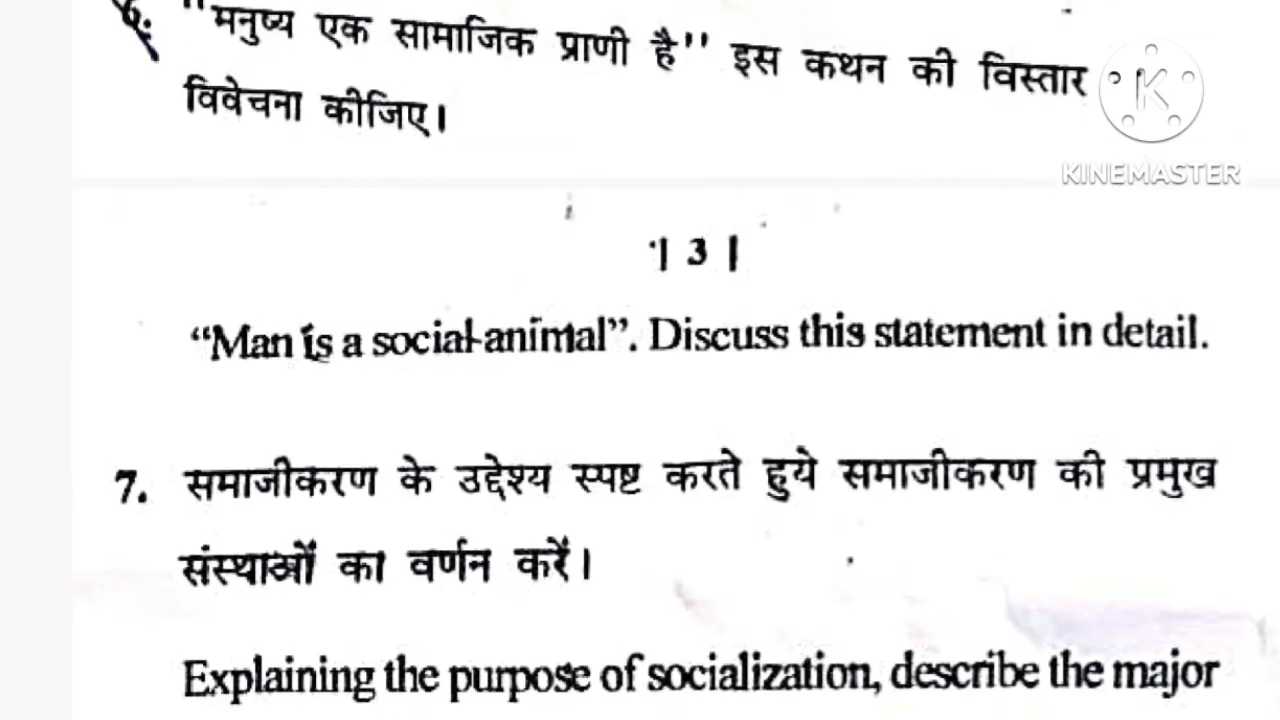 6. "मनुष्य एक सामाजिक प्राणी है" इस कथन की विस्तार
विवेचना कीजिए।
K
KINEMASTER
| 3 |
“Man is a social animal”. Discuss this statement in detail.
7. समाजीकरण के उद्देश्य स्पष्ट करते हुये समाजीकरण की प्रमुख
संस्थाओं का वर्णन करें।
Explaining the purpose of socialization, describe the major